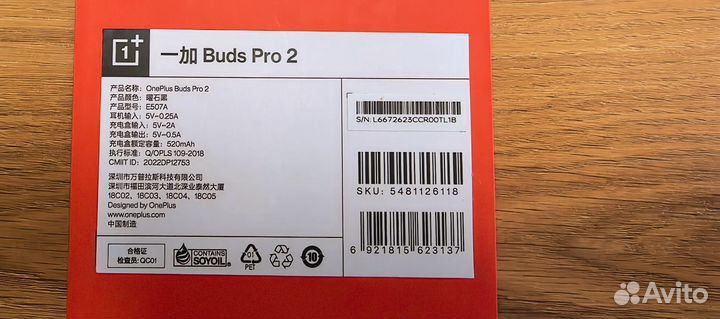 1+
一加 Buds Pro 2
产品名称: OnePlus Buds Pro 2
产品颜色: 曜石黑
产品型号: E507A
耳机输入: 5V⎓0.25A
充电盒输入: 5V⎓2A
充电盒输出: 5V⎓0.5A
充电盒额定容量: 520mAh
执行标准: Q/OPLS 109-2018
CMIIT ID: 2022DP12753
深圳市万普拉斯科技有限公司
深圳市福田滨河大道北深业泰然大厦
18C02、18C03、18C04、18C05
Designed by OnePlus
www.oneplus.com
中国制造
合格证
检查员: QC01
CONTAINS
SOYOIL
01
PET
10
S/N: L6672623CCR00TL1B
SKU: 5481126118
6 921815 623137
Avito